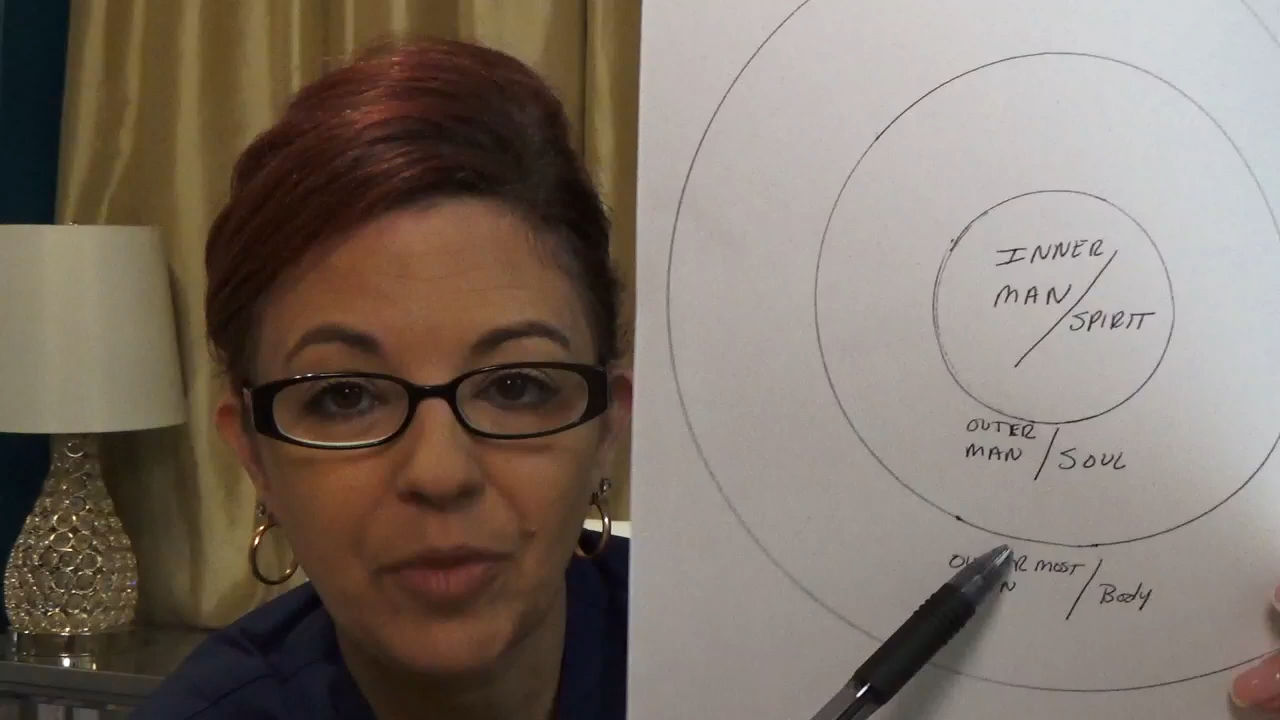 INNER
MAN / SPIRIT
OUTER
MAN / SOUL
MOST
/ Body